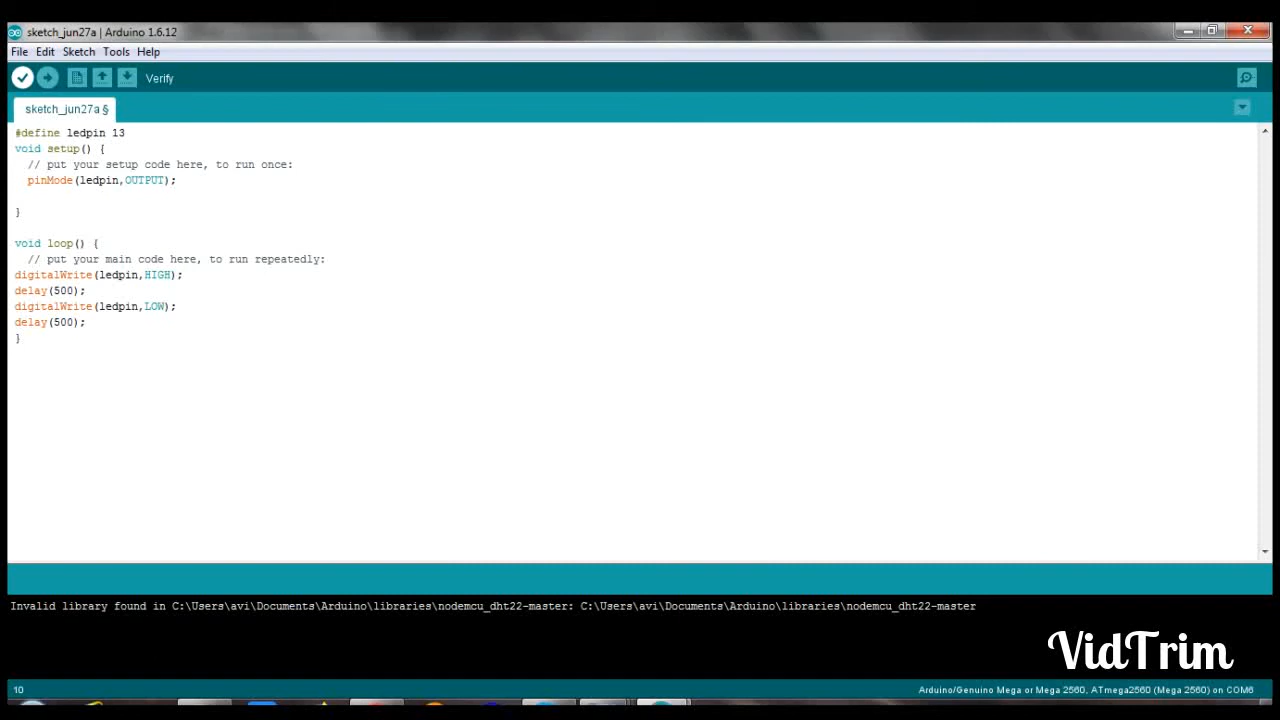 sketch_jun27a | Arduino 1.6.12
File Edit Sketch Tools Help
Verify
sketch_jun27a §
#define ledpin 13
void setup() {
  // put your setup code here, to run once:
  pinMode(ledpin,OUTPUT);
}
void loop() {
  // put your main code here, to run repeatedly:
digitalWrite(ledpin,HIGH);
delay(500);
digitalWrite(ledpin,LOW);
delay(500);
}
Invalid library found in C:\Users\avi\Documents\Arduino\libraries\nodemcu_dht22-master: C:\Users\avi\Documents\Arduino\libraries\nodemcu_dht22-master
VidTrim
10 Arduino/Genuino Mega or Mega 2560, ATmega2560 (Mega 2560) on COM6